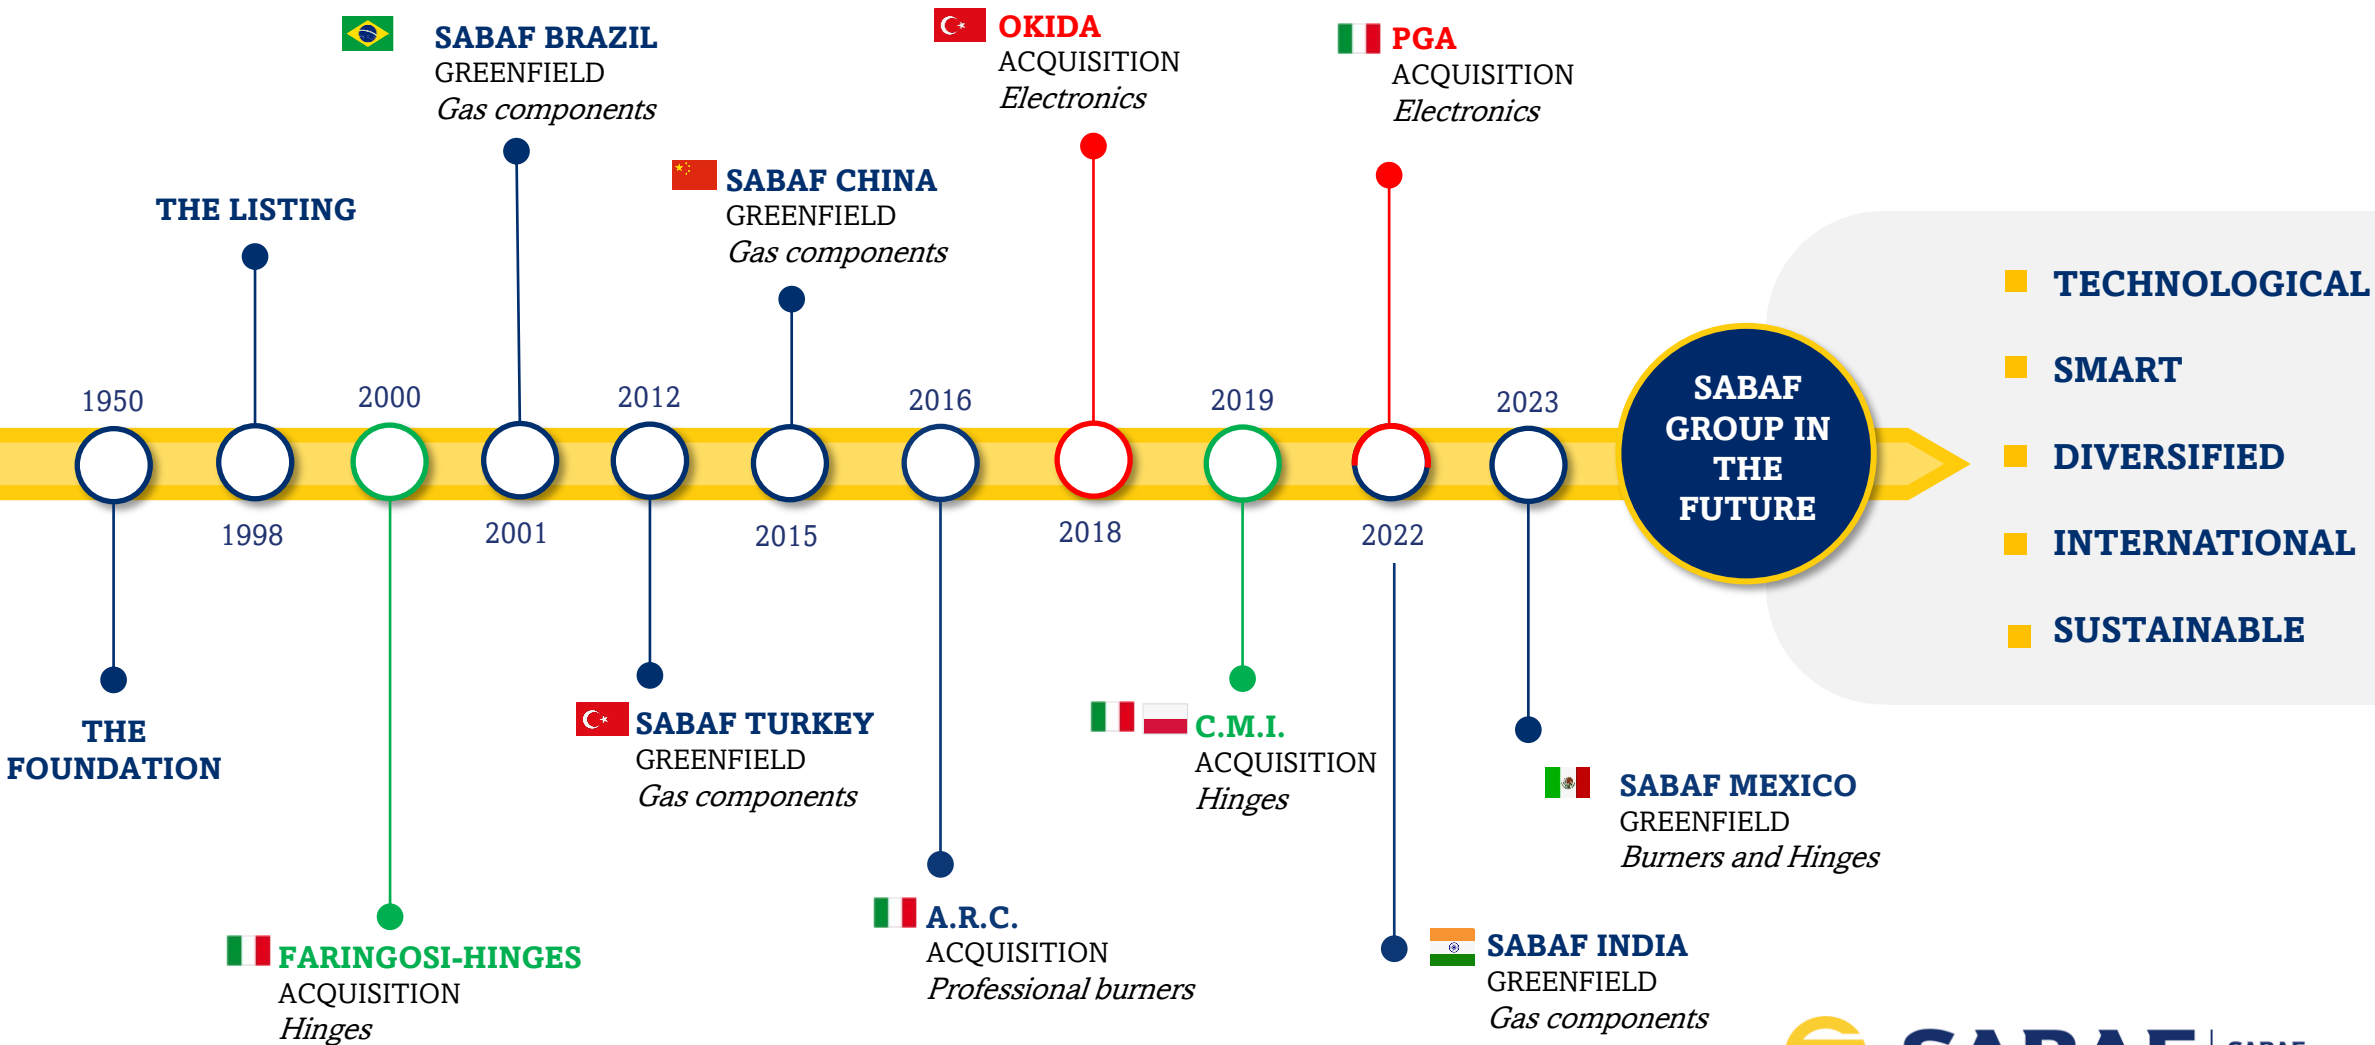 SABAF BRAZIL
GREENFIELD
Gas components
OKIDA
ACQUISITION
Electronics
PGA
ACQUISITION
Electronics
THE LISTING
SABAF CHINA
GREENFIELD
Gas components
1950
1998
2000
2001
2012
2015
2016
2018
2019
2022
2023
THE
FOUNDATION
FARINGOSI-HINGES
ACQUISITION
Hinges
SABAF TURKEY
GREENFIELD
Gas components
A.R.C.
ACQUISITION
Professional burners
C.M.I.
ACQUISITION
Hinges
SABAF INDIA
GREENFIELD
Gas components
SABAF MEXICO
GREENFIELD
Burners and Hinges
SABAF
GROUP IN
THE
FUTURE
TECHNOLOGICAL
SMART
DIVERSIFIED
INTERNATIONAL
SUSTAINABLE
SABAF SABAF